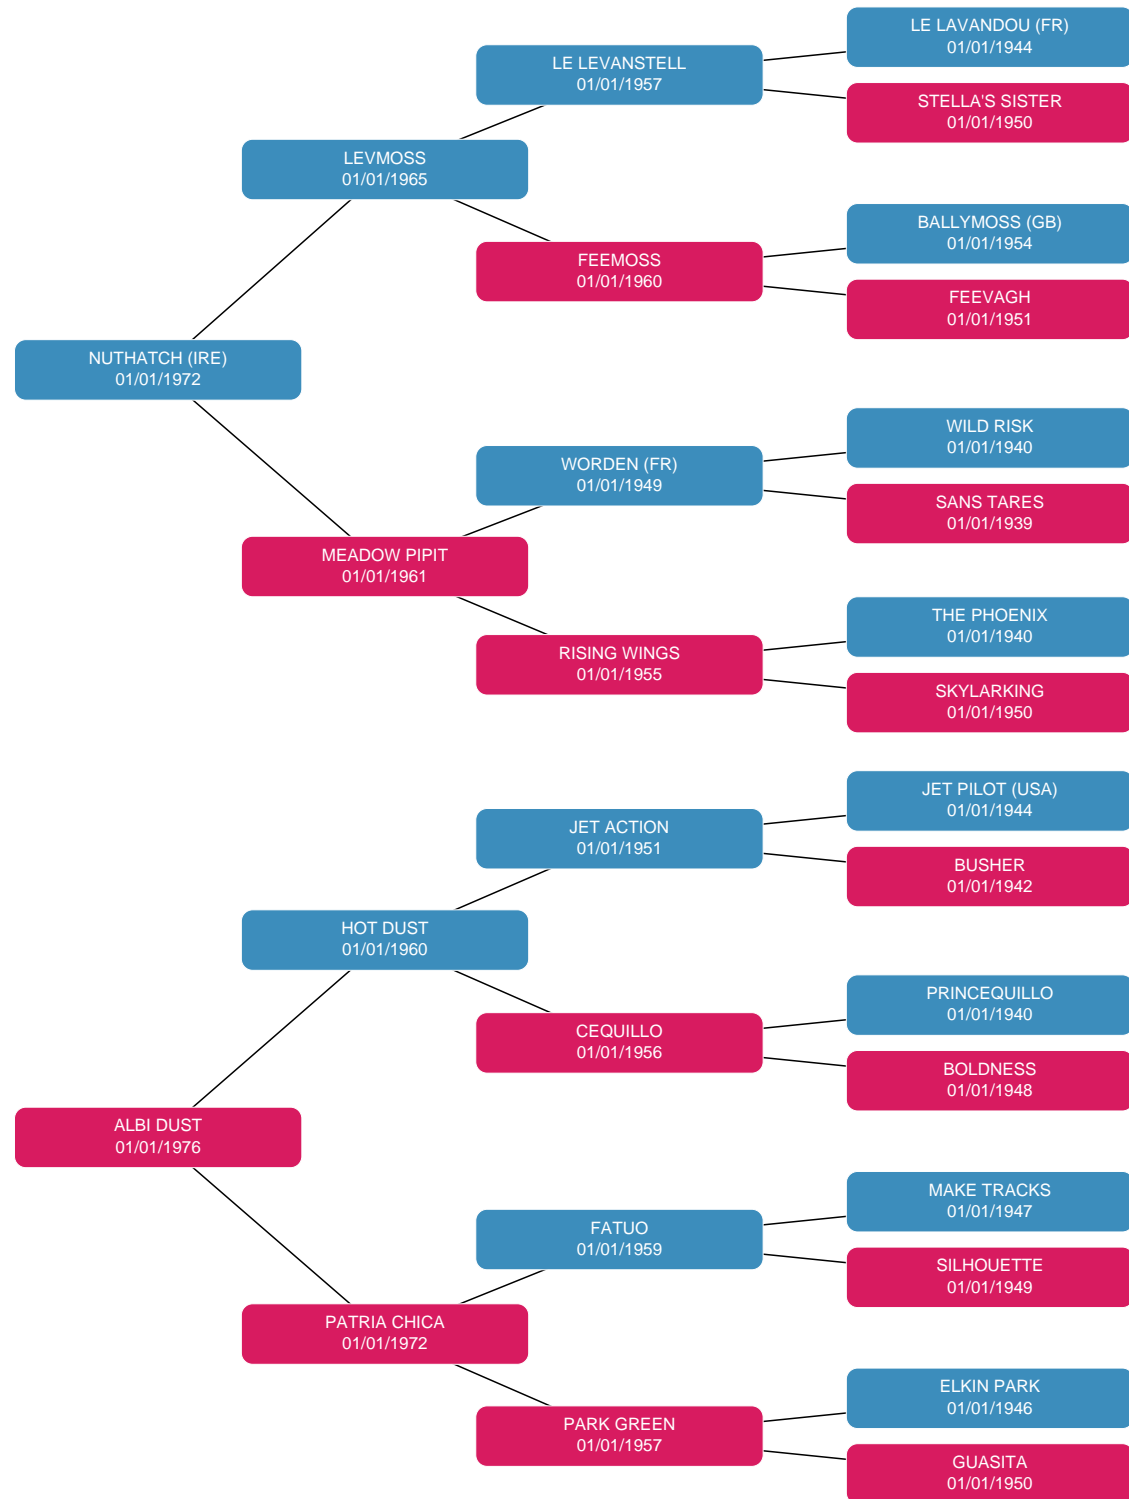 LE LAVANDOU (FR)
01/01/1944
LE LEVANSTELL
01/01/1957
STELLA'S SISTER
01/01/1950
LEVMOSS
01/01/1965
BALLYMOSS (GB)
01/01/1954
FEEMOSS
01/01/1960
FEEVAGH
01/01/1951
NUTHATCH (IRE)
01/01/1972
WILD RISK
01/01/1940
WORDEN (FR)
01/01/1949
SANS TARES
01/01/1939
MEADOW PIPIT
01/01/1961
THE PHOENIX
01/01/1940
RISING WINGS
01/01/1955
SKYLARKING
01/01/1950
JET PILOT (USA)
01/01/1944
JET ACTION
01/01/1951
BUSHER
01/01/1942
HOT DUST
01/01/1960
PRINCEQUILLO
01/01/1940
CEQUILLO
01/01/1956
BOLDNESS
01/01/1948
ALBI DUST
01/01/1976
MAKE TRACKS
01/01/1947
FATUO
01/01/1959
SILHOUETTE
01/01/1949
PATRIA CHICA
01/01/1972
ELKIN PARK
01/01/1946
PARK GREEN
01/01/1957
GUASITA
01/01/1950